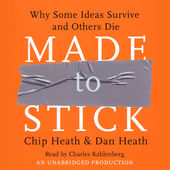 Why Some Ideas Survive
and Others Die
MADE
to
STICK
Chip Heath & Dan Heath
Read by Charles Kahlenberg
AN UNABRIDGED PRODUCTION